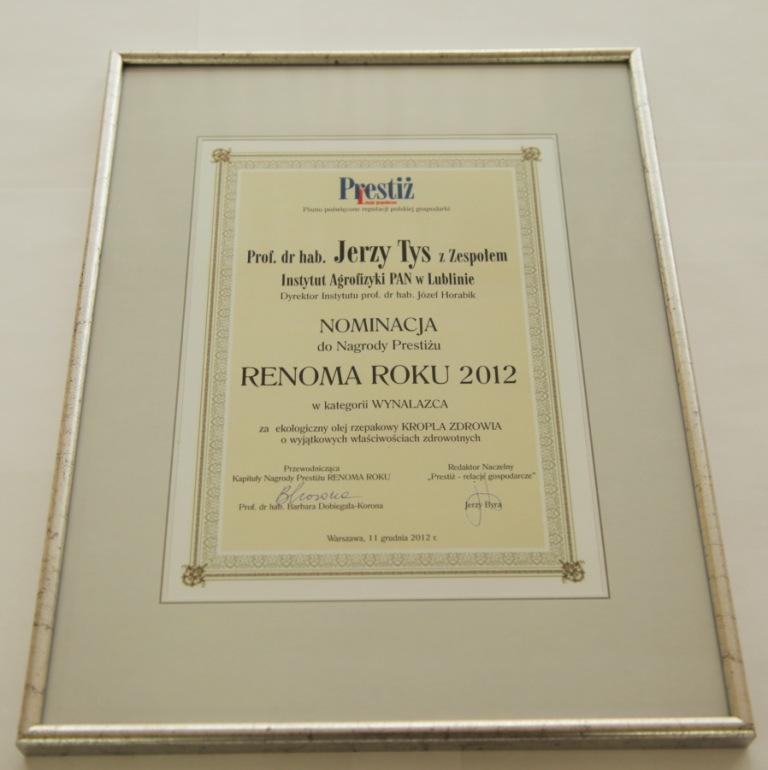 Prestiż
Pismo poświęcone regulacji polskiej gospodarki
Prof. dr hab. Jerzy Tys z Zespołem
Instytut Agrofizyki PAN w Lublinie
Dyrektor Instytutu prof. dr hab. Józef Horabik
NOMINACJA
do Nagrody Prestiżu
RENOMA ROKU 2012
w kategorii WYNALAZCA
za ekologiczny olej rzepakowy KROPLA ZDROWIA
o wyjątkowych właściwościach zdrowotnych
Przewodnicząca
Kapituły Nagrody Prestiżu RENOMA ROKU
Prof. dr hab. Barbara Dobiegała-Korona
Redaktor Naczelny
„Prestiż - relacje gospodarcze"
Jerzy Byra
Warszawa, 11 grudnia 2012 r.